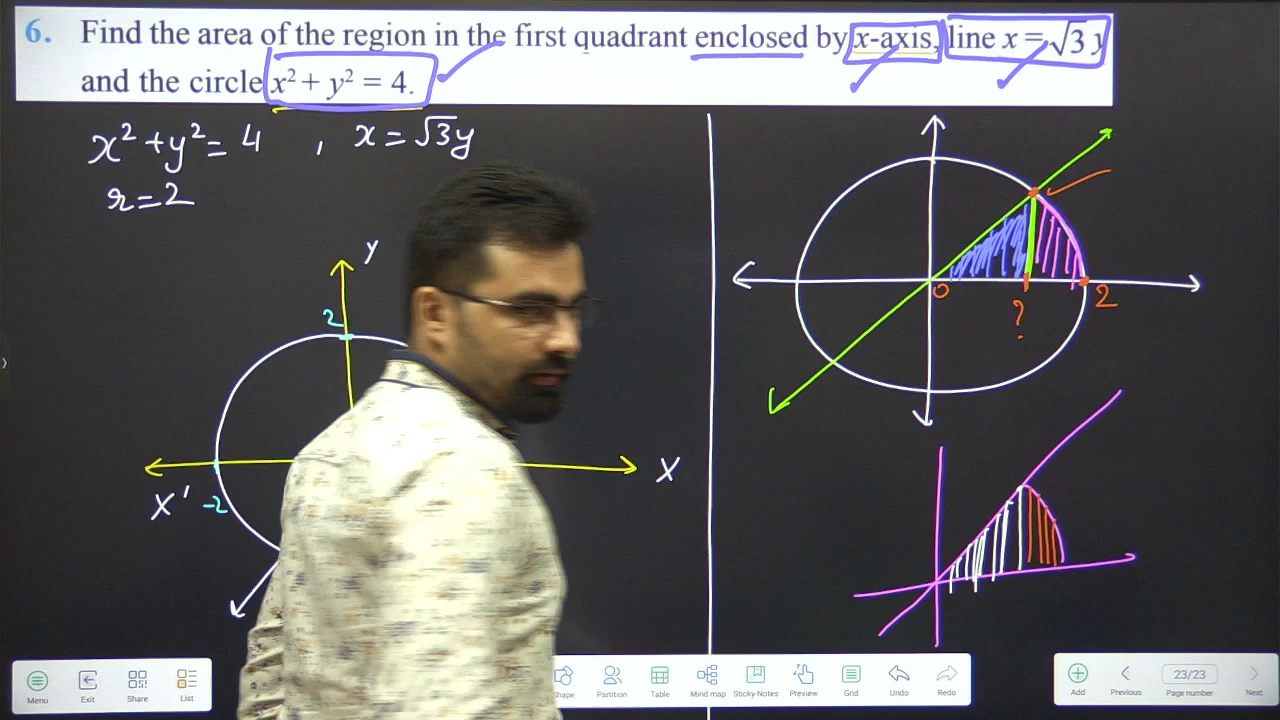 6. Find the area of the region in the first quadrant enclosed by x-axis, line x = √3 y
and the circle x² + y² = 4.
x² + y² = 4 , x = √3y
r = 2
y
2
X
X' -2
0
?
2
Menu
Exit
Share
List
Shape
Partition
Table
Mind map
Sticky-Notes
Preview
Grid
Undo
Redo
Add
Previous
23/23
Page number
Next